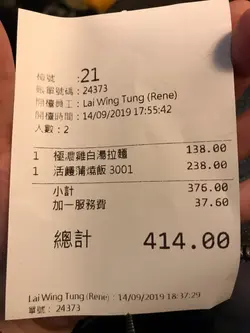 檯號 : 21
賬單號碼 : 24373
開檯員工 : Lai Wing Tung (Rene)
開檯時間 : 14/09/2019 17:55:42
人數 : 2
1 極濃雞白湯拉麵 138.00
1 活鰻蒲燒飯 3001 238.00
小計 376.00
加一服務費 37.60
總計 414.00
Lai Wing Tung (Rene) : 14/09/2019 18:37:29
單號 : 24373